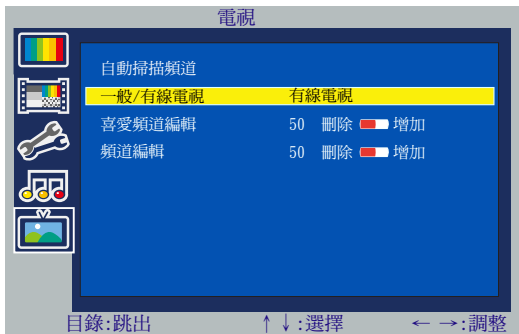 電視
自動掃描頻道
一般/有線電視 有線電視
喜愛頻道編輯 50 刪除 增加
頻道編輯 50 刪除 增加
目錄:跳出 ↑↓:選擇 ← →:調整